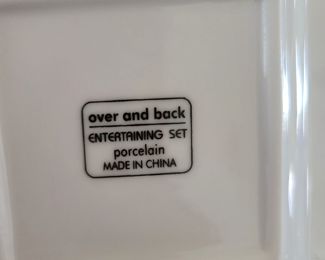 over and back
ENTERTAINING SET
porcelain
MADE IN CHINA